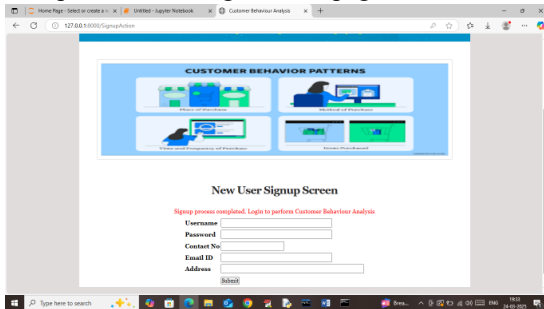 Home Page - Select or create a n
Untitled - Jupyter Notebook
Customer Behaviour Analysis
127.0.0.1:8000/SignupAction
CUSTOMER BEHAVIOR PATTERNS
Place of Purchase
Method of Purchase
Time and Frequency of Purchase
Items Purchased
New User Signup Screen
Signup process completed. Login to perform Customer Behaviour Analysis
Username
Password
Contact No
Email ID
Address
Submit
Type here to search
Brea...
ENG
19:33
24-05-2025